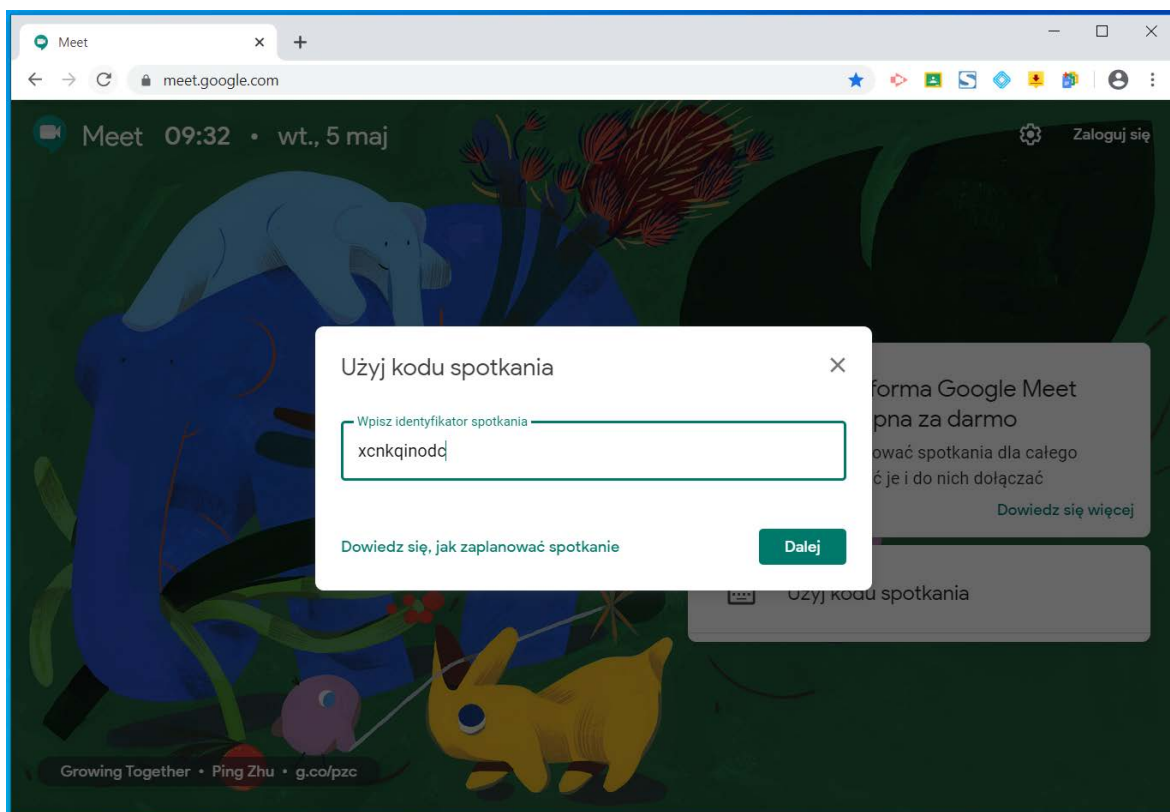 Meet
meet.google.com
Meet 09:32 • wt., 5 maj
Zaloguj się
Użyj kodu spotkania
Wpisz identyfikator spotkania
xcnkqinodc
Dowiedz się, jak zaplanować spotkanie
Dalej
forma Google Meet
pna za darmo
ować spotkania dla całego
ć je i do nich dołączać
Dowiedz się więcej
Użyj kodu spotkania
Growing Together • Ping Zhu • g.co/pzc